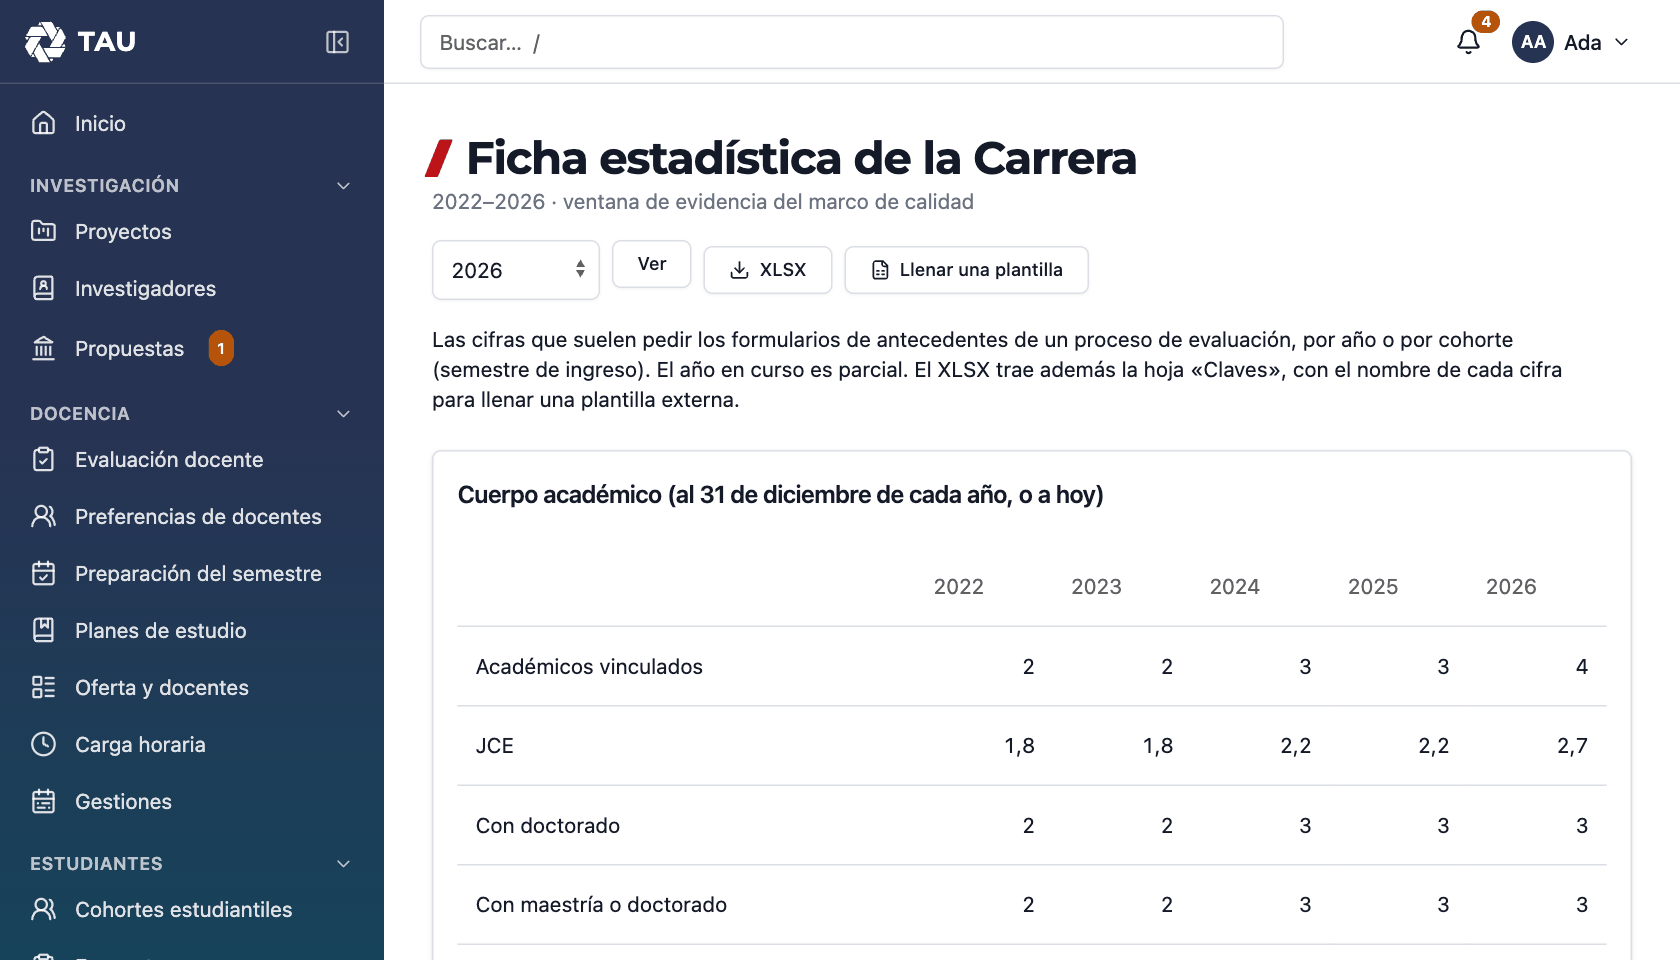 TAU
Buscar... /
4
AA
Ada
Inicio
INVESTIGACIÓN
Proyectos
Investigadores
Propuestas 1
DOCENCIA
Evaluación docente
Preferencias de docentes
Preparación del semestre
Planes de estudio
Oferta y docentes
Carga horaria
Gestiones
ESTUDIANTES
Cohortes estudiantiles
Ficha estadística de la Carrera
2022–2026 · ventana de evidencia del marco de calidad
2026 Ver XLSX Llenar una plantilla
Las cifras que suelen pedir los formularios de antecedentes de un proceso de evaluación, por año o por cohorte
(semestre de ingreso). El año en curso es parcial. El XLSX trae además la hoja «Claves», con el nombre de cada cifra
para llenar una plantilla externa.
Cuerpo académico (al 31 de diciembre de cada año, o a hoy)
2022 2023 2024 2025 2026
Académicos vinculados 2 2 3 3 4
JCE 1,8 1,8 2,2 2,2 2,7
Con doctorado 2 2 3 3 3
Con maestría o doctorado 2 2 3 3 3